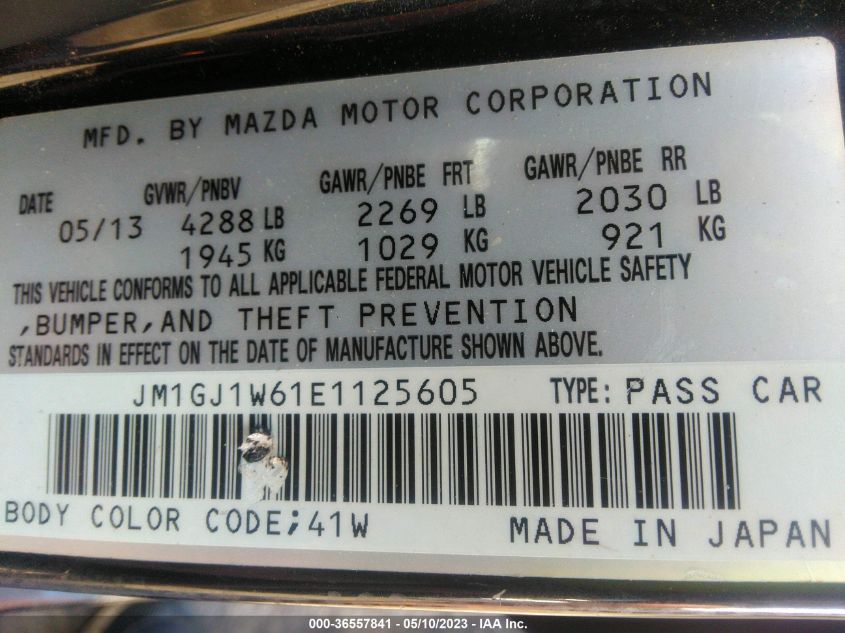 MFD. BY MAZDA MOTOR CORPORATION
DATE GVWR/PNBV GAWR/PNBE FRT GAWR/PNBE RR
05/13 4288 LB 2269 LB 2030 LB
1945 KG 1029 KG 921 KG
THIS VEHICLE CONFORMS TO ALL APPLICABLE FEDERAL MOTOR VEHICLE SAFETY
,BUMPER,AND THEFT PREVENTION
STANDARDS IN EFFECT ON THE DATE OF MANUFACTURE SHOWN ABOVE.
JM1GJ1W61E1125605 TYPE: PASS CAR
BODY COLOR CODE;41W MADE IN JAPAN
000-36557841 - 05/10/2023 - IAA Inc.